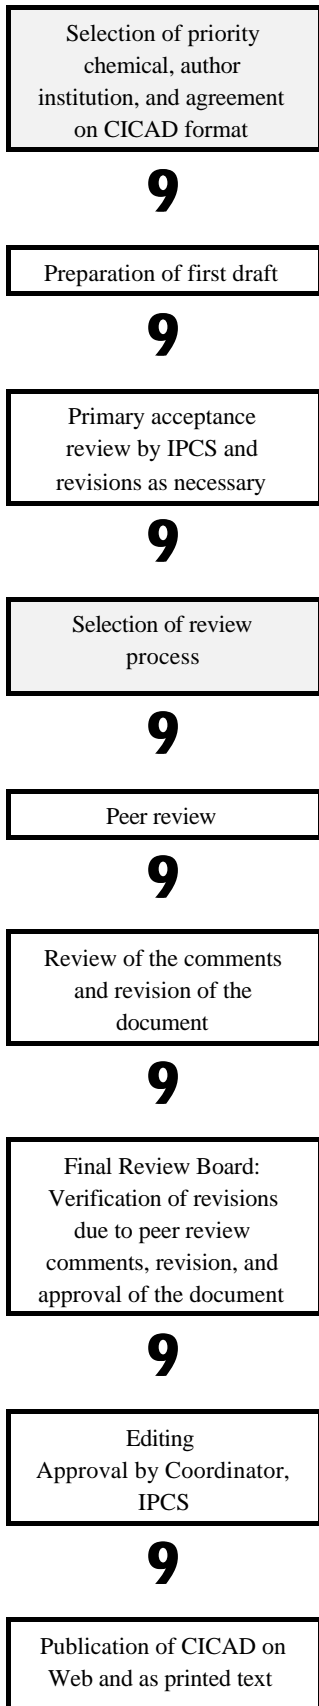 Selection of priority
chemical, author
institution, and agreement
on CICAD format
9
Preparation of first draft
9
Primary acceptance
review by IPCS and
revisions as necessary
9
Selection of review
process
9
Peer review
9
Review of the comments
and revision of the
document
9
Final Review Board:
Verification of revisions
due to peer review
comments, revision, and
approval of the document
9
Editing
Approval by Coordinator,
IPCS
9
Publication of CICAD on
Web and as printed text